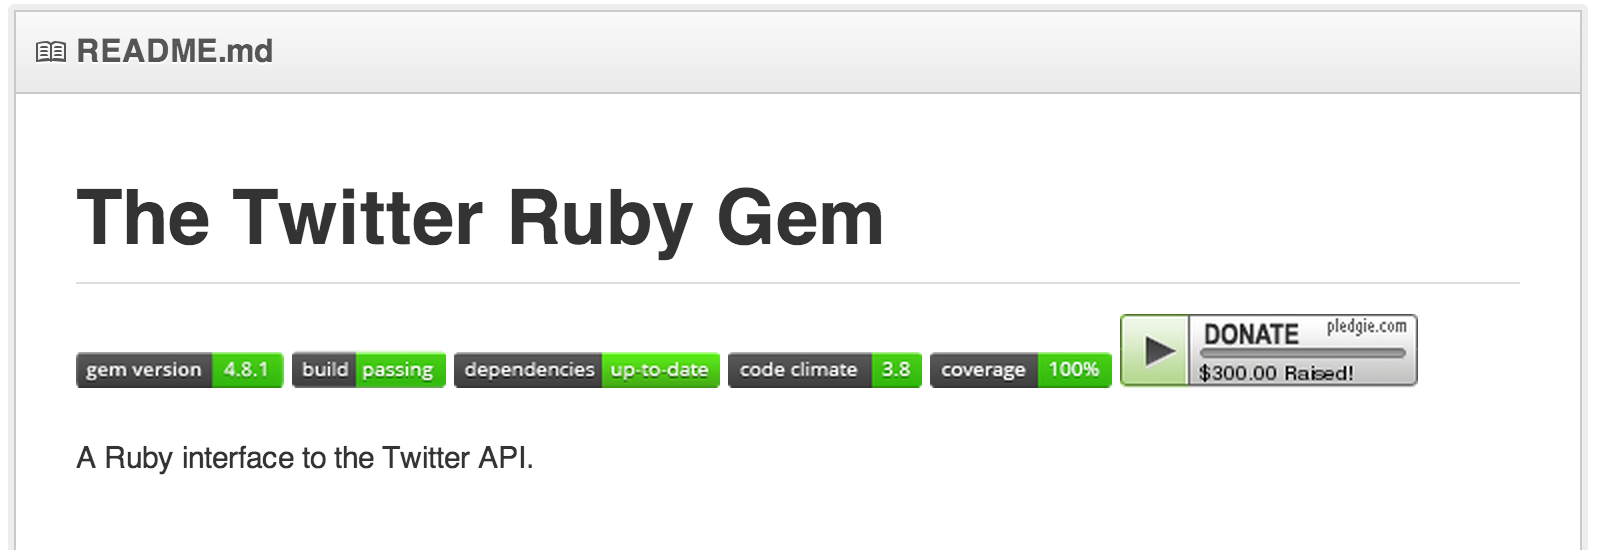 README.md
The Twitter Ruby Gem
gem version 4.8.1 build passing dependencies up-to-date code climate 3.8 coverage 100% DONATE pledgie.com
$300.00 Raised!
A Ruby interface to the Twitter API.